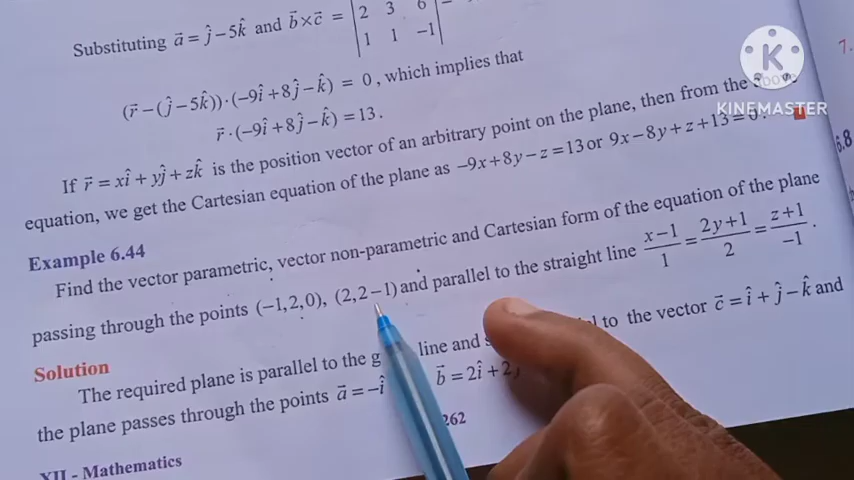 Substituting a⃗ = ĵ − 5k̂ and b⃗ × c⃗ = | 2 3 6 |
| 1 1 −1 |
(r⃗ − (ĵ − 5k̂))·(−9î + 8ĵ − k̂) = 0, which implies that
r⃗·(−9î + 8ĵ − k̂) = 13.
If r⃗ = xî + yĵ + zk̂ is the position vector of an arbitrary point on the plane, then from the above
equation, we get the Cartesian equation of the plane as −9x + 8y − z = 13 or 9x − 8y + z + 13 = 0.
Example 6.44
Find the vector parametric, vector non-parametric and Cartesian form of the equation of the plane
passing through the points (−1, 2, 0), (2, 2 −1) and parallel to the straight line (x−1)/1 = (2y+1)/2 = (z+1)/−1.
Solution
The required plane is parallel to the line and to the vector c⃗ = î + ĵ − k̂ and
the plane passes through the points a⃗ = −î b⃗ = 2î + 2
262
XII - Mathematics
7.
6.8
K
KINEMASTER